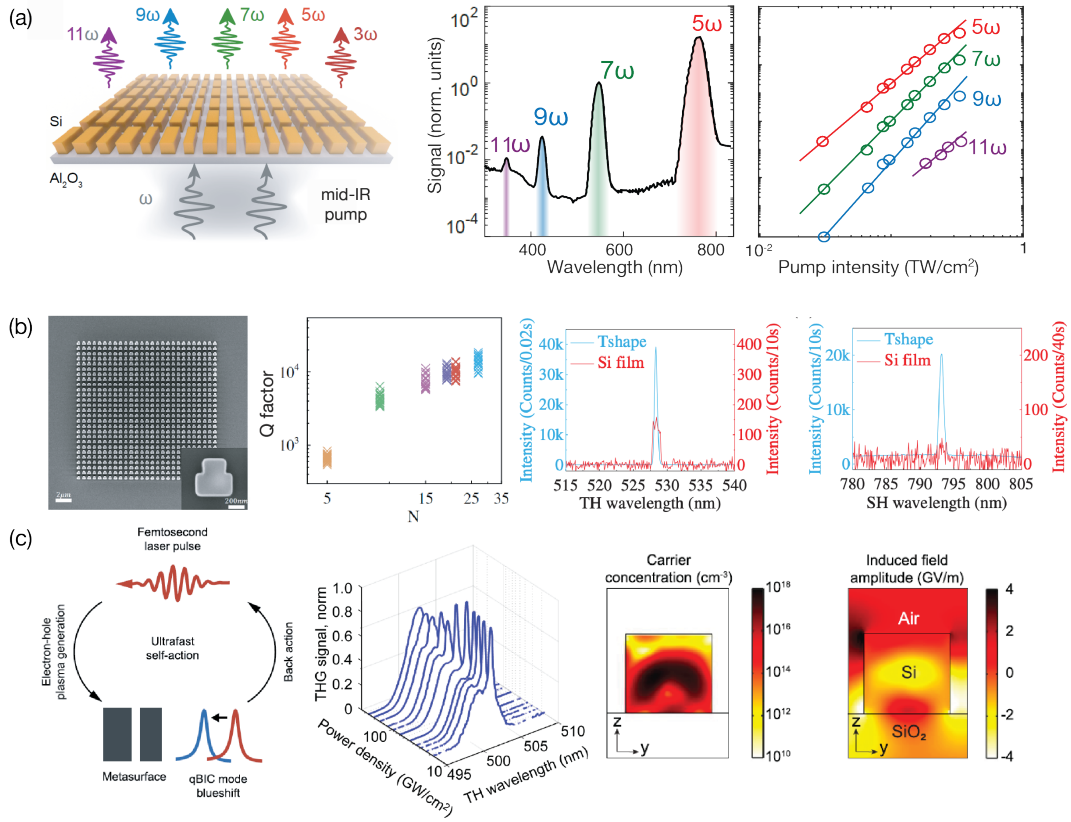 (a)
11ω
9ω
7ω
5ω
3ω
Si
Al₂O₃
ω
mid-IR
pump
Signal (norm. units)
10²
10⁰
10⁻²
10⁻⁴
11ω
9ω
7ω
5ω
400
600
800
Wavelength (nm)
5ω
7ω
9ω
11ω
10⁻²
10⁻¹
1
Pump intensity (TW/cm²)
(b)
2μm
200nm
Q factor
10⁴
10³
5
15
25
35
N
Intensity (Counts/0.02s)
40k
30k
20k
10k
0
Tshape
Si film
400
300
200
100
0
Intensity (Counts/10s)
515
520
525
530
535
540
TH wavelength (nm)
Intensity (Counts/10s)
20k
10k
0
Tshape
Si film
200
100
0
Intensity (Counts/40s)
780
785
790
795
800
805
SH wavelength (nm)
(c)
Femtosecond
laser pulse
Electron-hole
plasma generation
Ultrafast
self-action
Back action
Metasurface
qBIC mode
blueshift
THG signal, norm
1.0
0.8
0.6
0.4
0.2
0
100
10
Power density (GW/cm²)
495
500
505
510
TH wavelength (nm)
Carrier
concentration (cm⁻³)
z
y
10¹⁸
10¹⁶
10¹⁴
10¹²
10¹⁰
Induced field
amplitude (GV/m)
Air
Si
SiO₂
z
y
4
2
0
-2
-4